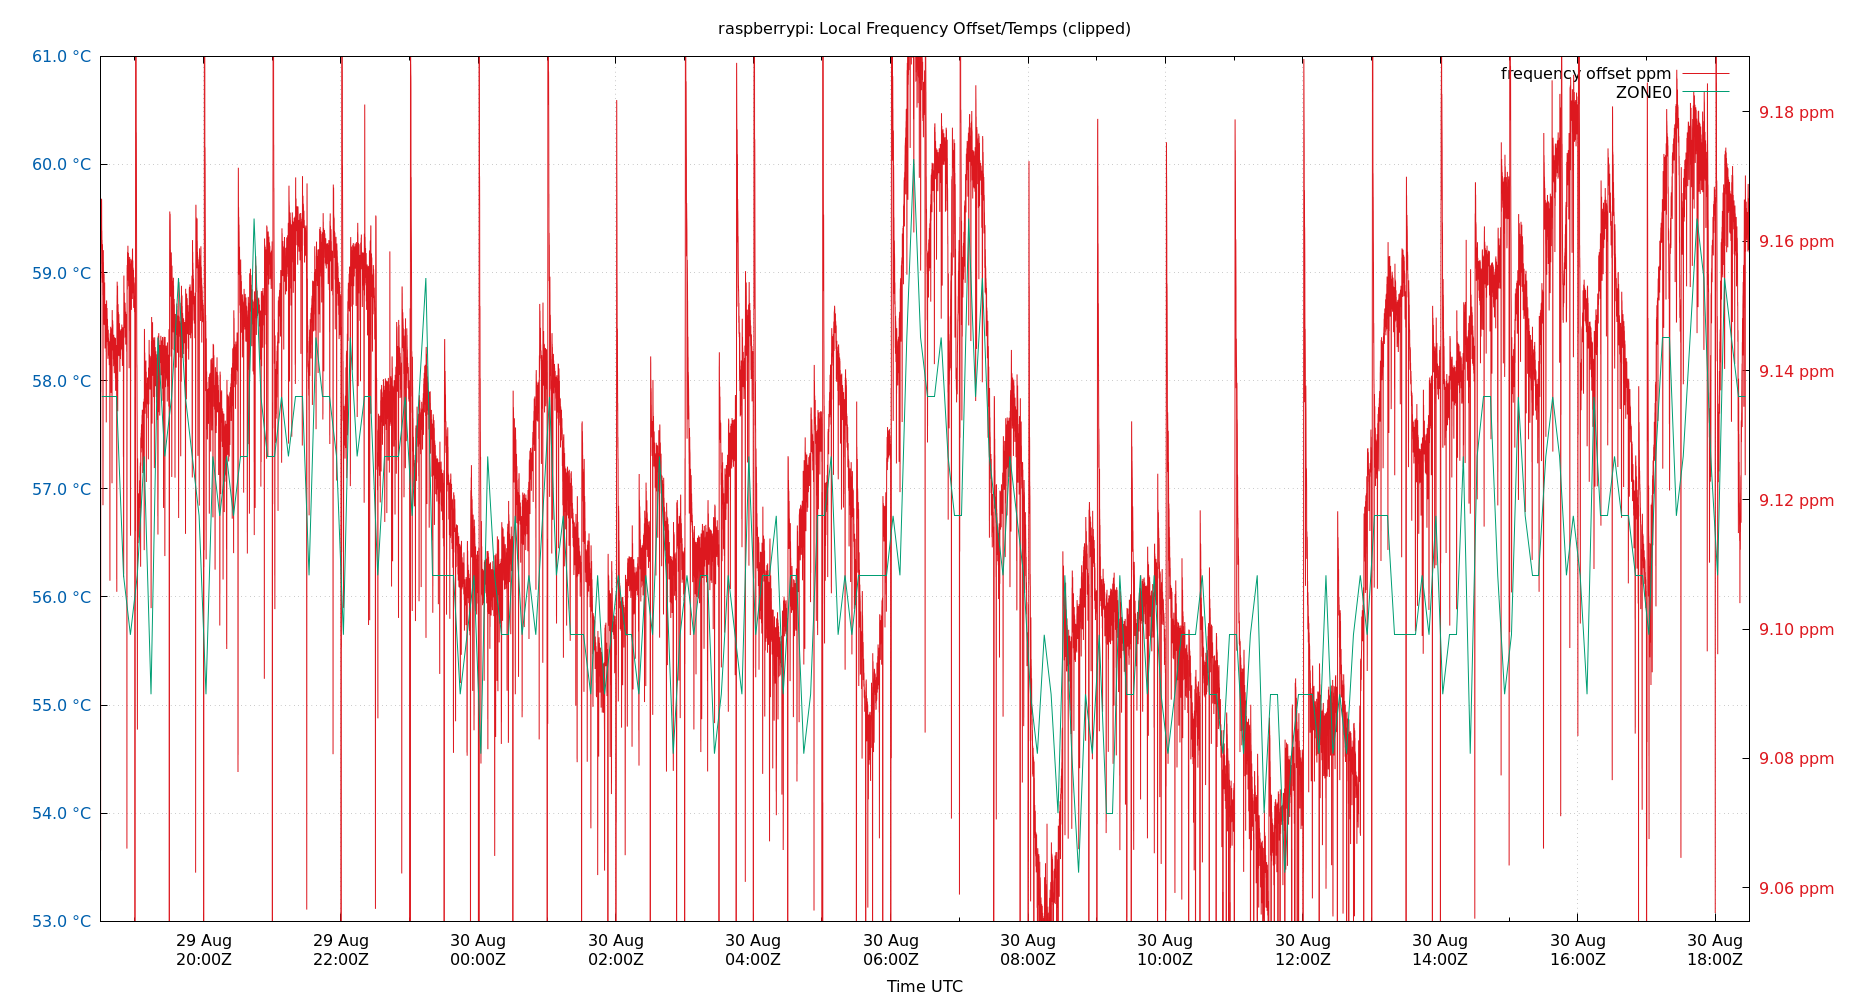 raspberrypi: Local Frequency Offset/Temps (clipped)
61.0 °C
60.0 °C
59.0 °C
58.0 °C
57.0 °C
56.0 °C
55.0 °C
54.0 °C
53.0 °C
frequency offset ppm
ZONE0
9.18 ppm
9.16 ppm
9.14 ppm
9.12 ppm
9.10 ppm
9.08 ppm
9.06 ppm
29 Aug 20:00Z
29 Aug 22:00Z
30 Aug 00:00Z
30 Aug 02:00Z
30 Aug 04:00Z
30 Aug 06:00Z
30 Aug 08:00Z
30 Aug 10:00Z
30 Aug 12:00Z
30 Aug 14:00Z
30 Aug 16:00Z
30 Aug 18:00Z
Time UTC